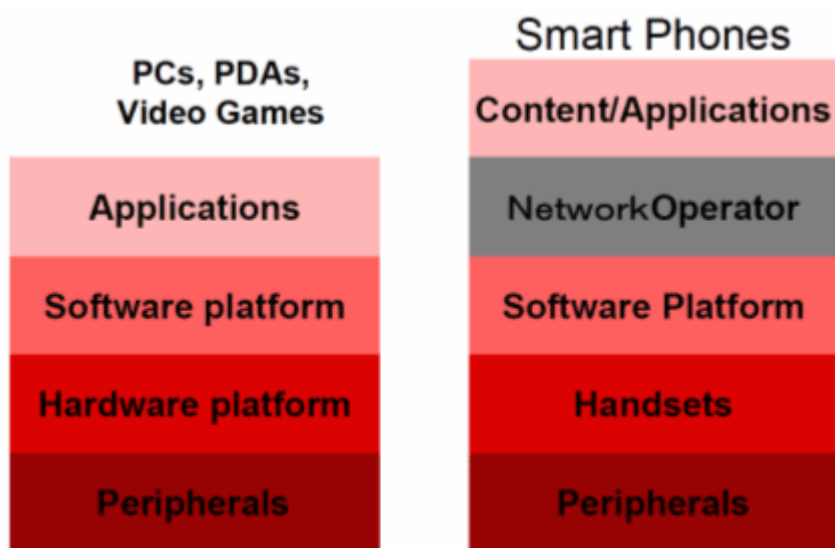 PCs, PDAs,
Video Games
Applications
Software platform
Hardware platform
Peripherals
Smart Phones
Content/Applications
NetworkOperator
Software Platform
Handsets
Peripherals